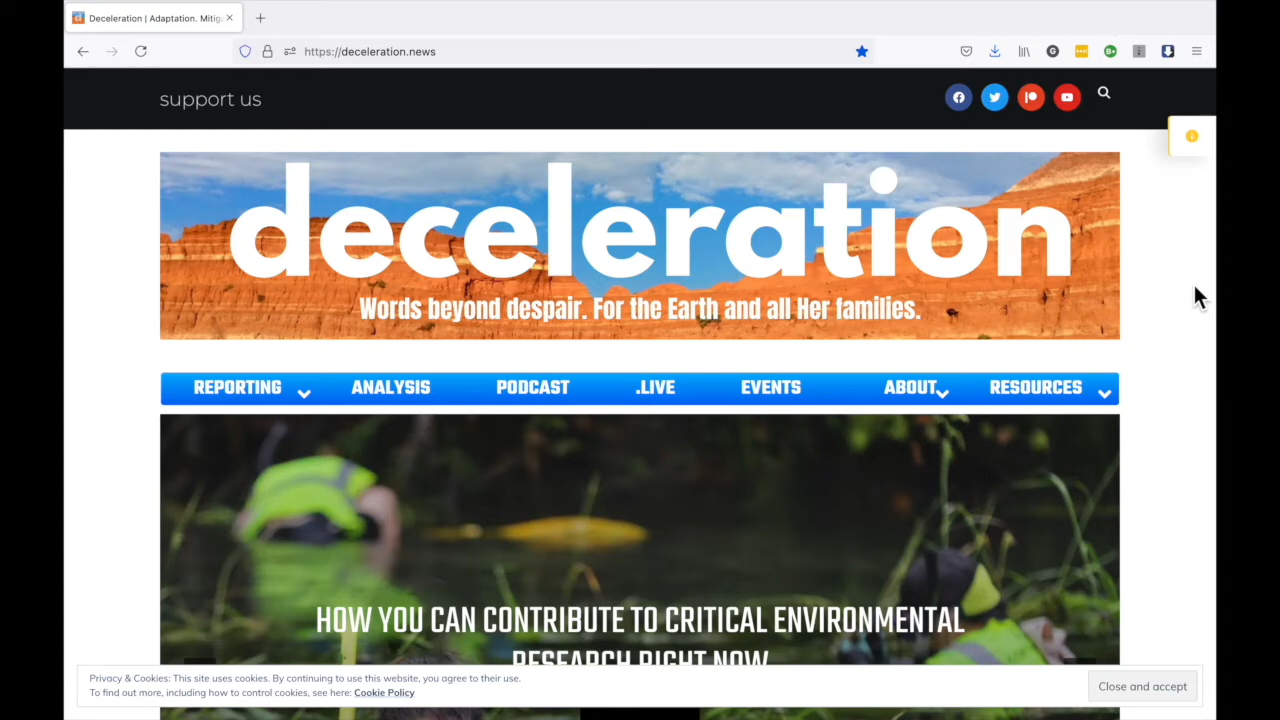 Deceleration | Adaptation. Mitig
https://deceleration.news
support us
deceleration
Words beyond despair. For the Earth and all Her families.
REPORTING ANALYSIS PODCAST .LIVE EVENTS ABOUT RESOURCES
HOW YOU CAN CONTRIBUTE TO CRITICAL ENVIRONMENTAL
RESEARCH RIGHT NOW
Privacy & Cookies: This site uses cookies. By continuing to use this website, you agree to their use.
To find out more, including how to control cookies, see here: Cookie Policy
Close and accept